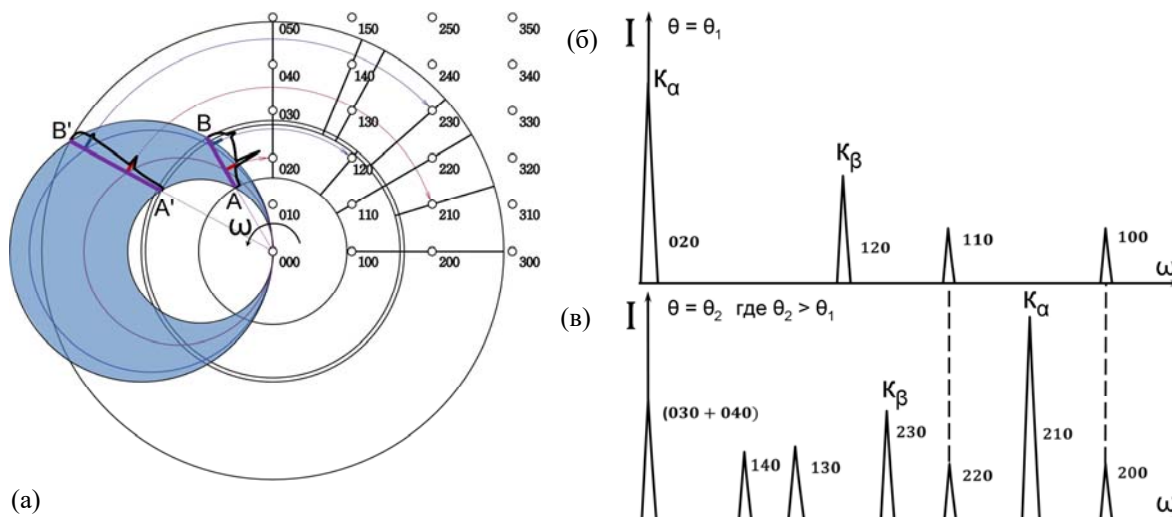 050 150 250 350
B' B 040 140 240 340
030 130 230 330
020 120 220 320
A' A 010 110 210 310
ω
000 100 200 300
(а)
(б)
I θ = θ₁
Kα
Kβ
020 120 110 100
ω
(в)
I θ = θ₂ где θ₂ > θ₁
Kα
Kβ
(030 + 040) 140 130 230 220 210 200
ω